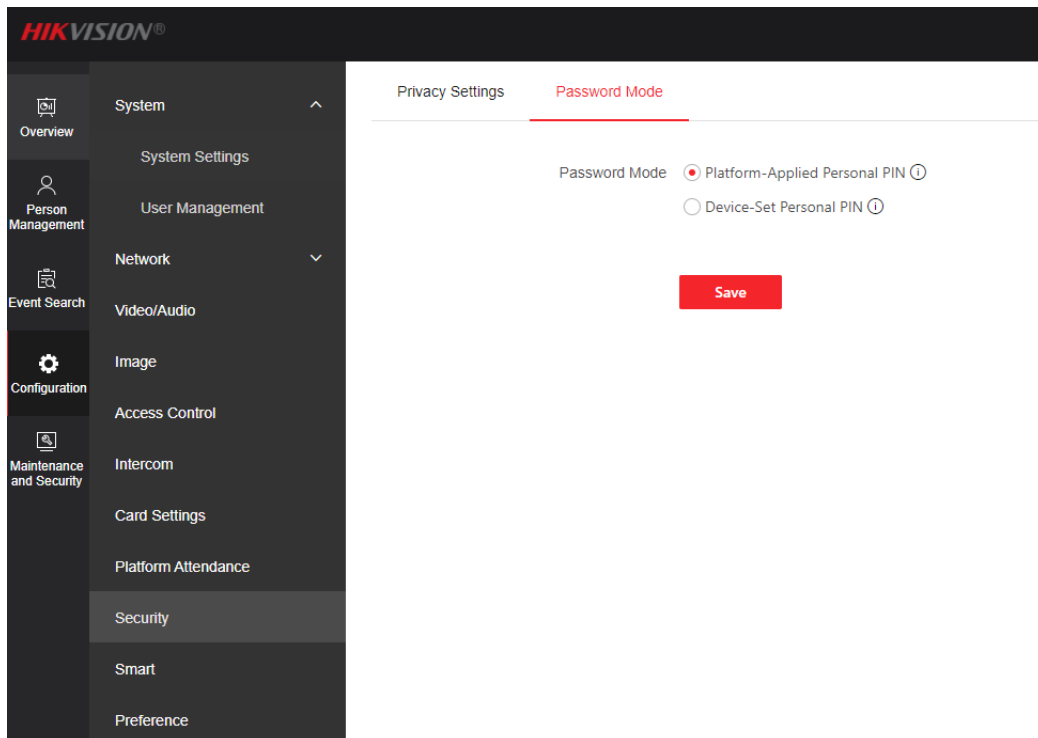 HIKVISION®
Overview
Person
Management
Event Search
Configuration
Maintenance
and Security
System
System Settings
User Management
Network
Video/Audio
Image
Access Control
Intercom
Card Settings
Platform Attendance
Security
Smart
Preference
Privacy Settings
Password Mode
Password Mode
Platform-Applied Personal PIN
Device-Set Personal PIN
Save